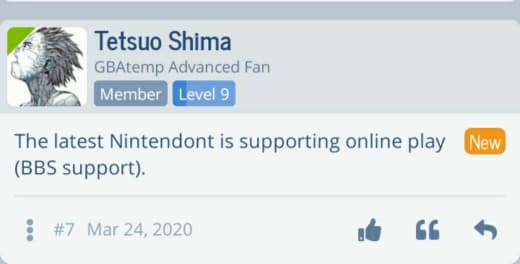 Tetsuo Shima
GBAtemp Advanced Fan
Member Level 9
The latest Nintendont is supporting online play New
(BBS support).
#7 Mar 24, 2020